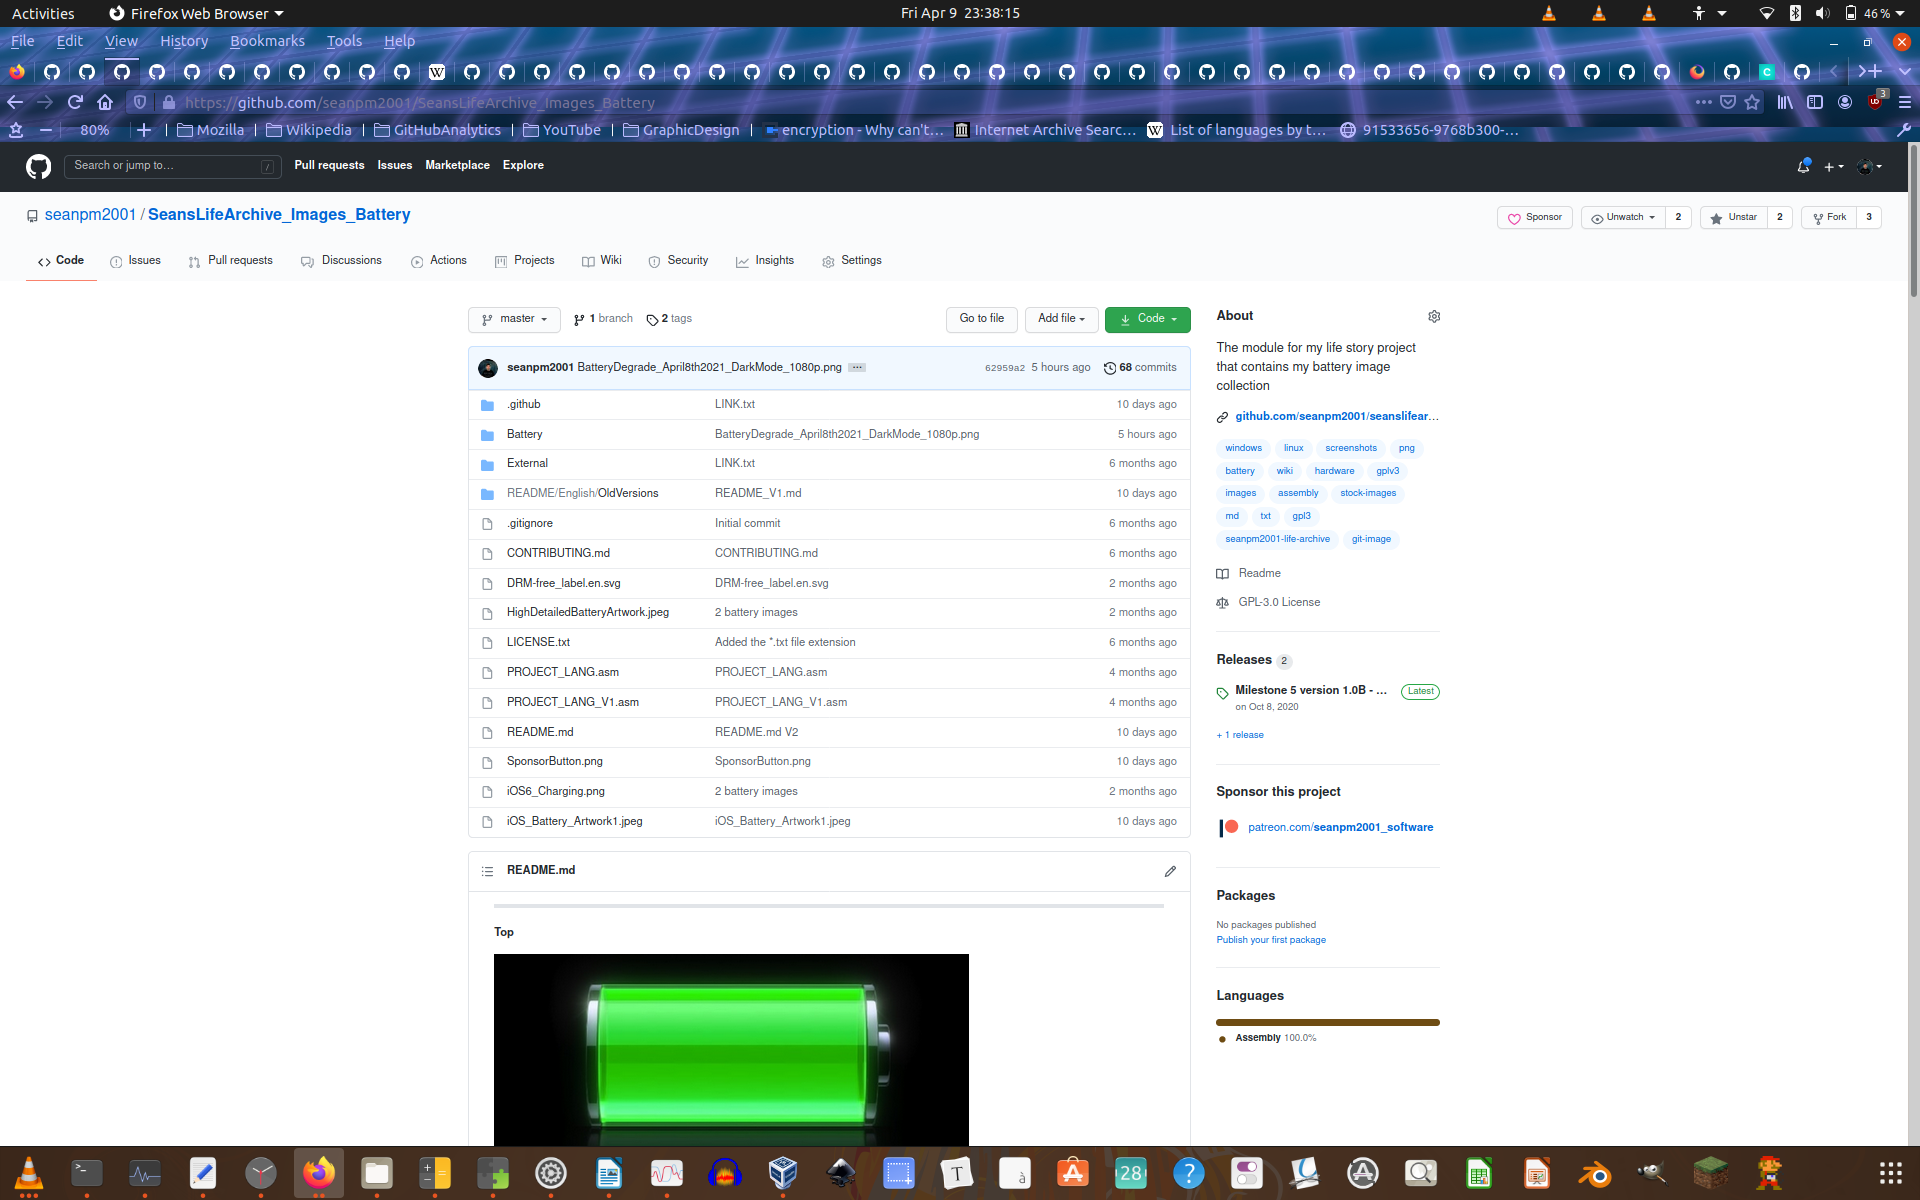 Activities Firefox Web Browser Fri Apr 9 23:38:15 46 %
File Edit View History Bookmarks Tools Help
https://github.com/seanpm2001/SeansLifeArchive_Images_Battery 3
80% Mozilla Wikipedia GitHubAnalytics YouTube GraphicDesign encryption - Why can't… Internet Archive Searc… List of languages by t… 91533656-9768b300-…
Search or jump to… / Pull requests Issues Marketplace Explore
seanpm2001 / SeansLifeArchive_Images_Battery Sponsor Unwatch 2 Unstar 2 Fork 3
Code Issues Pull requests Discussions Actions Projects Wiki Security Insights Settings
master 1 branch 2 tags Go to file Add file Code
seanpm2001 BatteryDegrade_April8th2021_DarkMode_1080p.png ... 62959a2 5 hours ago 68 commits
.github LINK.txt 10 days ago
Battery BatteryDegrade_April8th2021_DarkMode_1080p.png 5 hours ago
External LINK.txt 6 months ago
README/English/OldVersions README_V1.md 10 days ago
.gitignore Initial commit 6 months ago
CONTRIBUTING.md CONTRIBUTING.md 6 months ago
DRM-free_label.en.svg DRM-free_label.en.svg 2 months ago
HighDetailedBatteryArtwork.jpeg 2 battery images 2 months ago
LICENSE.txt Added the *.txt file extension 6 months ago
PROJECT_LANG.asm PROJECT_LANG.asm 4 months ago
PROJECT_LANG_V1.asm PROJECT_LANG_V1.asm 4 months ago
README.md README.md V2 10 days ago
SponsorButton.png SponsorButton.png 10 days ago
iOS6_Charging.png 2 battery images 2 months ago
iOS_Battery_Artwork1.jpeg iOS_Battery_Artwork1.jpeg 10 days ago
README.md
Top
About
The module for my life story project
that contains my battery image
collection
github.com/seanpm2001/seanslifear…
windows linux screenshots png
battery wiki hardware gplv3
images assembly stock-images
md txt gpl3
seanpm2001-life-archive git-image
Readme
GPL-3.0 License
Releases 2
Milestone 5 version 1.0B - … Latest
on Oct 8, 2020
+ 1 release
Sponsor this project
patreon.com/seanpm2001_software
Packages
No packages published
Publish your first package
Languages
Assembly 100.0%